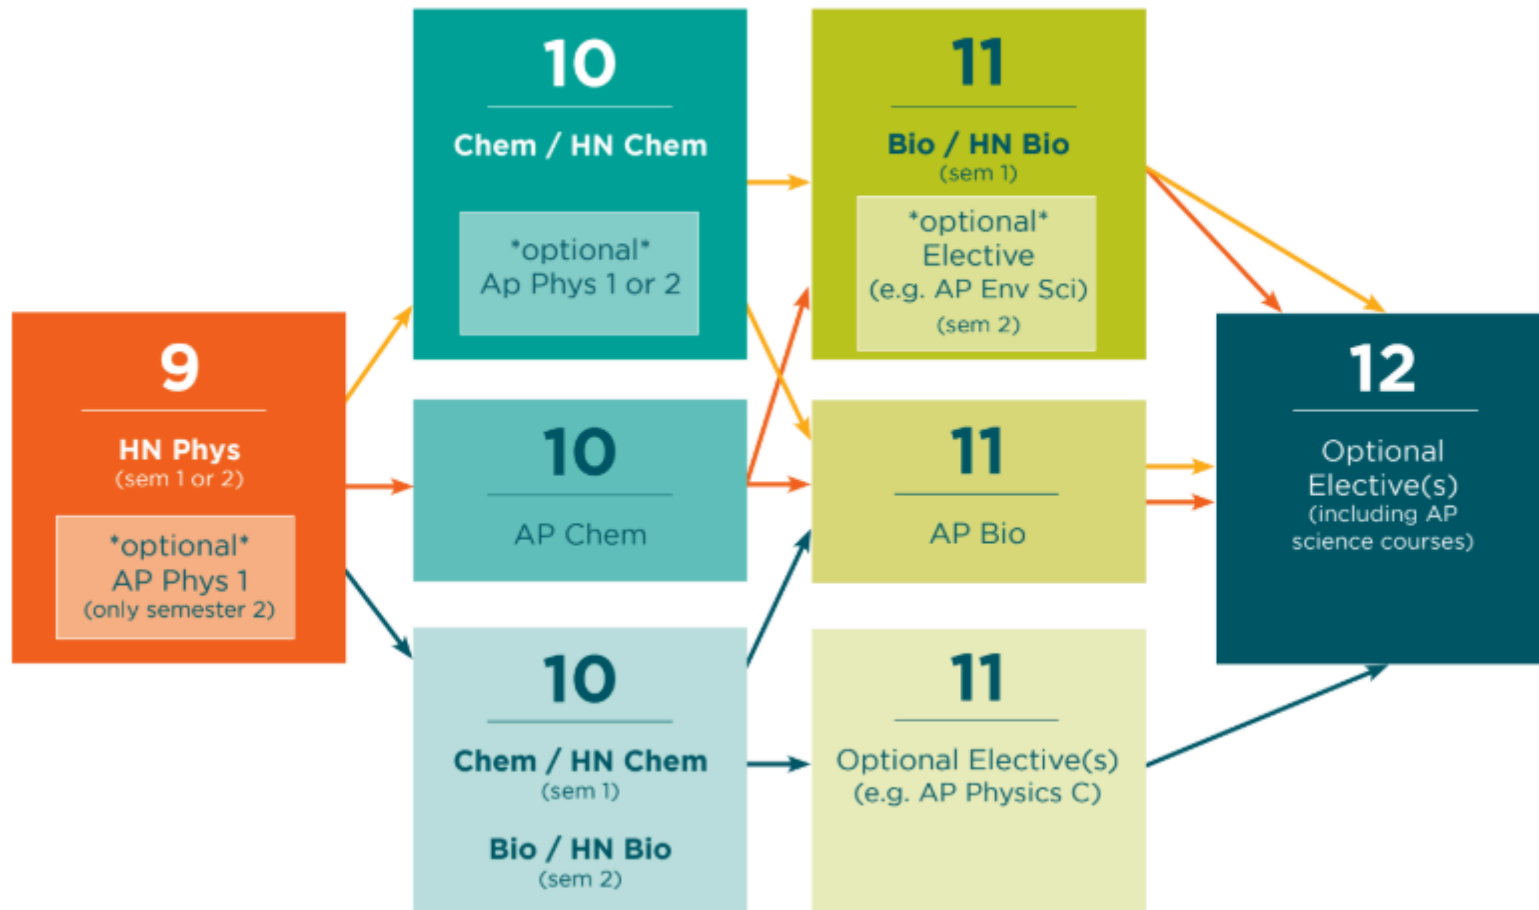 9
HN Phys
(sem 1 or 2)
*optional*
AP Phys 1
(only semester 2)
10
Chem / HN Chem
*optional*
Ap Phys 1 or 2
10
AP Chem
10
Chem / HN Chem
(sem 1)
Bio / HN Bio
(sem 2)
11
Bio / HN Bio
(sem 1)
*optional*
Elective
(e.g. AP Env Sci)
(sem 2)
11
AP Bio
11
Optional Elective(s)
(e.g. AP Physics C)
12
Optional
Elective(s)
(including AP
science courses)